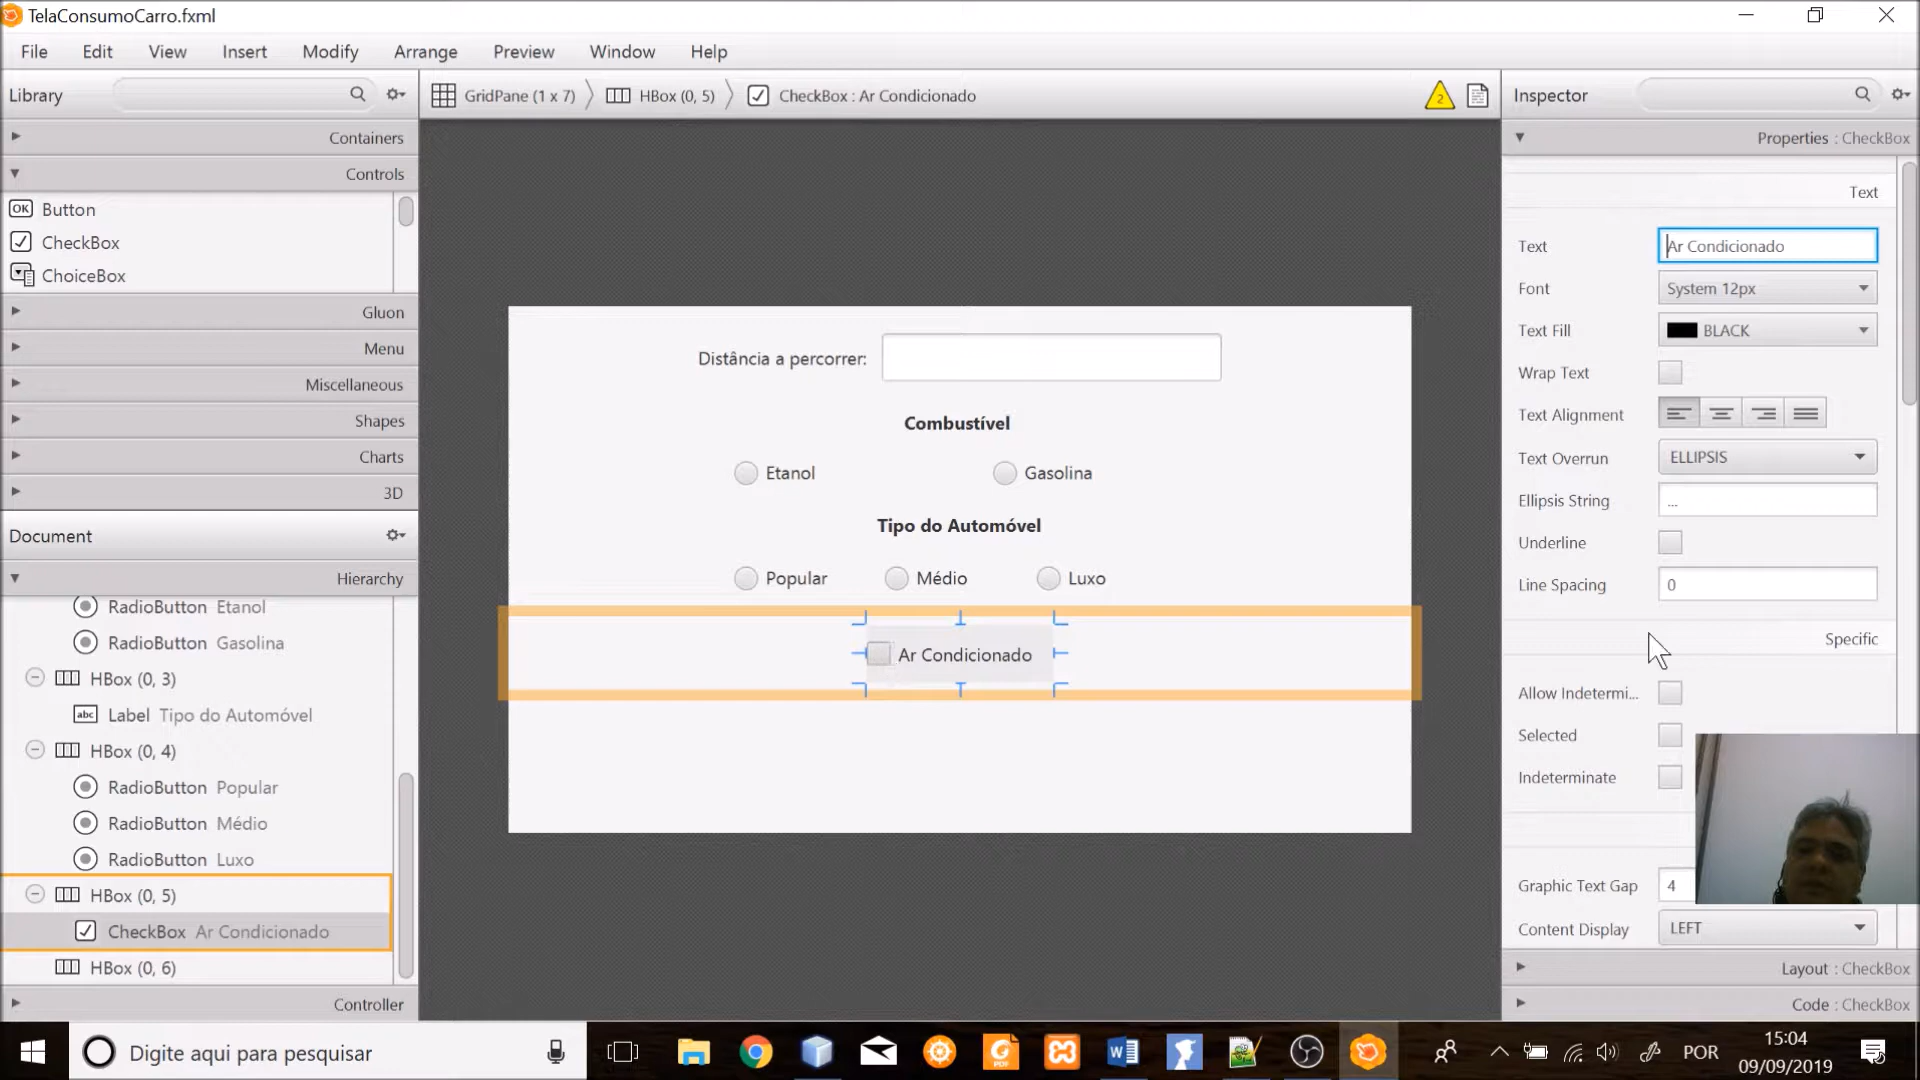 TelaConsumoCarro.fxml
File Edit View Insert Modify Arrange Preview Window Help
Library
GridPane (1 x 7) HBox (0, 5) CheckBox : Ar Condicionado
2
Inspector
Containers
Controls
OK Button
CheckBox
ChoiceBox
Gluon
Menu
Miscellaneous
Shapes
Charts
3D
Document
Hierarchy
RadioButton Etanol
RadioButton Gasolina
HBox (0, 3)
abc Label Tipo do Automóvel
HBox (0, 4)
RadioButton Popular
RadioButton Médio
RadioButton Luxo
HBox (0, 5)
CheckBox Ar Condicionado
HBox (0, 6)
Controller
Distância a percorrer:
Combustível
Etanol Gasolina
Tipo do Automóvel
Popular Médio Luxo
Ar Condicionado
Properties : CheckBox
Text
Text Ar Condicionado
Font System 12px
Text Fill BLACK
Wrap Text
Text Alignment
Text Overrun ELLIPSIS
Ellipsis String ...
Underline
Line Spacing 0
Specific
Allow Indetermi...
Selected
Indeterminate
Graphic Text Gap 4
Content Display LEFT
Layout : CheckBox
Code : CheckBox
Digite aqui para pesquisar
POR
15:04
09/09/2019